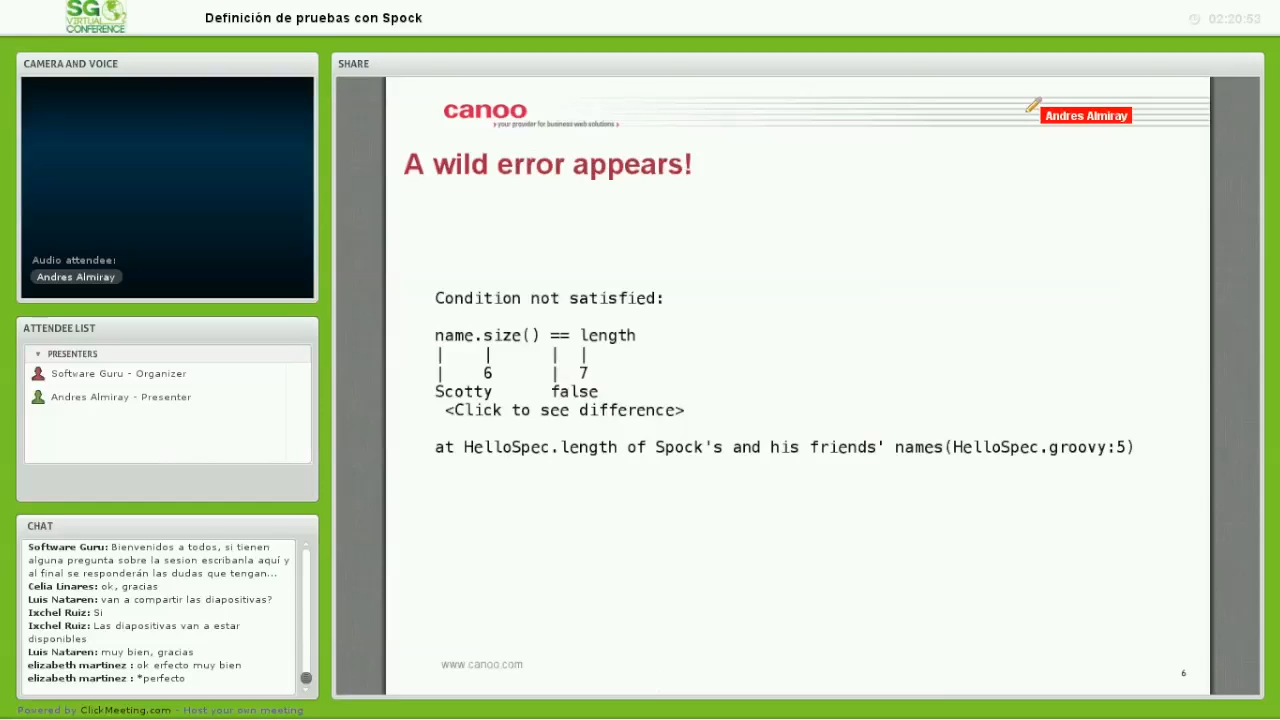 SG
VIRTUAL
CONFERENCE
Definición de pruebas con Spock
02:20:53
CAMERA AND VOICE
Audio attendee:
Andres Almiray
ATTENDEE LIST
PRESENTERS
Software Guru - Organizer
Andres Almiray - Presenter
CHAT
Software Guru: Bienvenidos a todos, si tienen
alguna pregunta sobre la sesion escribanla aquí y
al final se responderán las dudas que tengan...
Celia Linares: ok, gracias
Luis Nataren: van a compartir las diapositivas?
Ixchel Ruiz: Si
Ixchel Ruiz: Las diapositivas van a estar
disponibles
Luis Nataren: muy bien, gracias
elizabeth martinez : ok erfecto muy bien
elizabeth martinez : *perfecto
Powered by ClickMeeting.com - Host your own meeting
SHARE
canoo
your provider for business web solutions
Andres Almiray
A wild error appears!
Condition not satisfied:
name.size() == length
|    |      |  |
|    6      |  7
Scotty      false
<Click to see difference>
at HelloSpec.length of Spock's and his friends' names(HelloSpec.groovy:5)
www.canoo.com
6